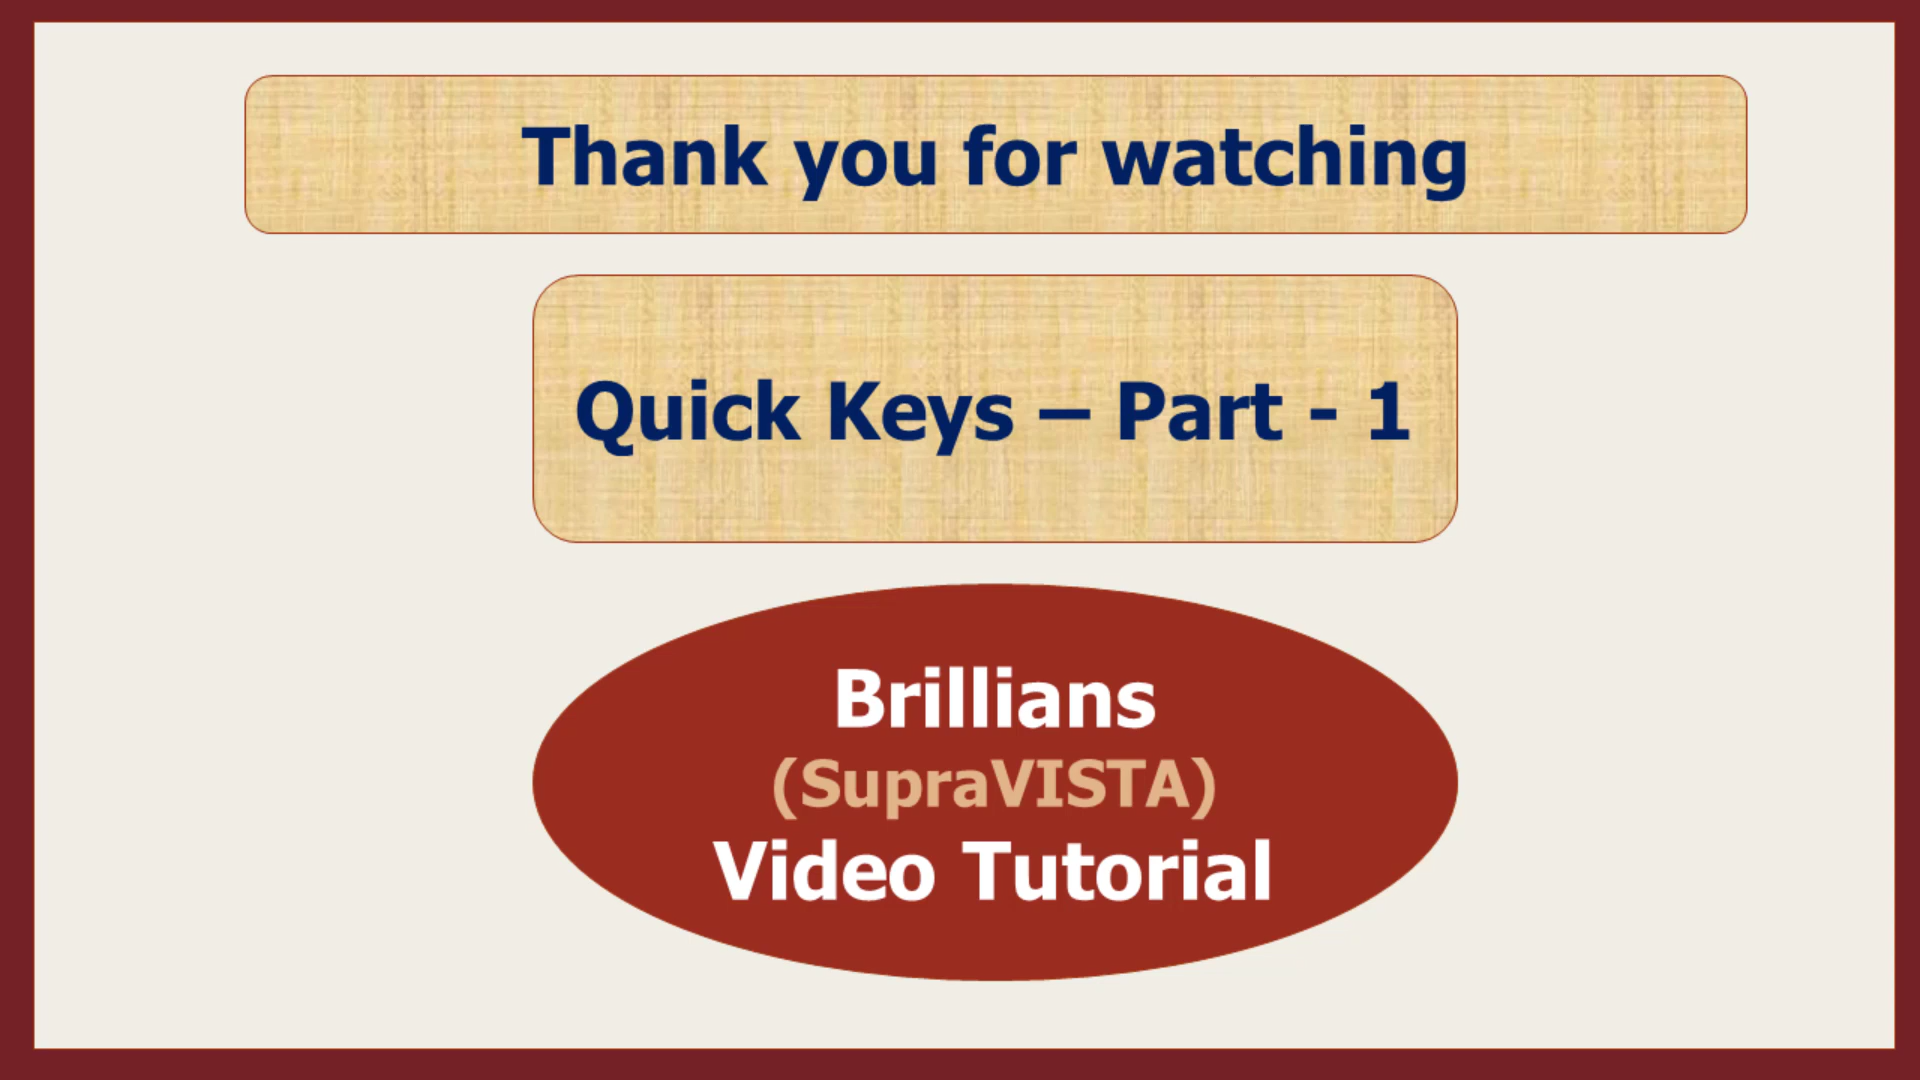 Thank you for watching
Quick Keys – Part - 1
Brillians
(SupraVISTA)
Video Tutorial